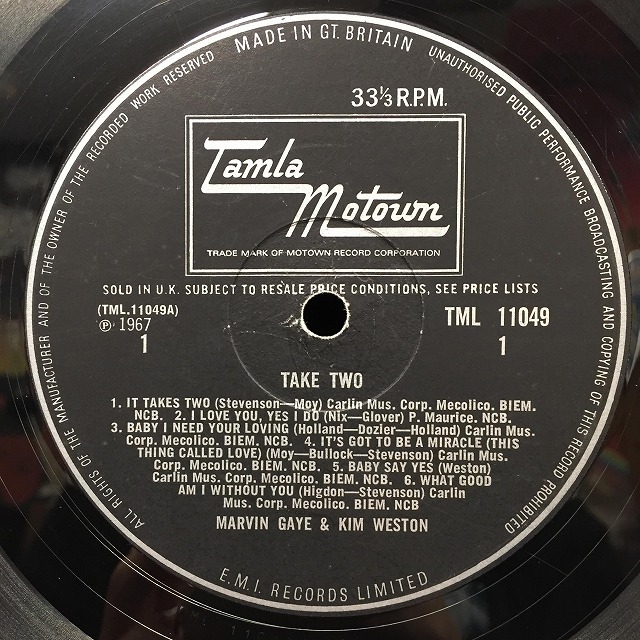 MADE IN GT. BRITAIN
ALL RIGHTS OF THE MANUFACTURER AND OF THE OWNER OF THE RECORDED WORK RESERVED
UNAUTHORISED PUBLIC PERFORMANCE BROADCASTING AND COPYING OF THIS RECORD PROHIBITED
33⅓ R.P.M.
Tamla
Motown
TRADE MARK OF MOTOWN RECORD CORPORATION
SOLD IN U.K. SUBJECT TO RESALE PRICE CONDITIONS, SEE PRICE LISTS
(TML.11049A)
℗ 1967
1
TML 11049
1
TAKE TWO
1. IT TAKES TWO (Stevenson—Moy) Carlin Mus. Corp. Mecolico. BIEM.
NCB. 2. I LOVE YOU, YES I DO (Nix—Glover) P. Maurice. NCB.
3. BABY I NEED YOUR LOVING (Holland—Dozier—Holland) Carlin Mus.
Corp. Mecolico. BIEM. NCB. 4. IT'S GOT TO BE A MIRACLE (THIS
THING CALLED LOVE) (Moy—Bullock—Stevenson) Carlin Mus.
Corp. Mecolico. BIEM. NCB. 5. BABY SAY YES (Weston)
Carlin Mus. Corp. Mecolico. BIEM. NCB. 6. WHAT GOOD
AM I WITHOUT YOU (Higdon—Stevenson) Carlin
Mus. Corp. Mecolico. BIEM. NCB
MARVIN GAYE & KIM WESTON
E.M.I. RECORDS LIMITED